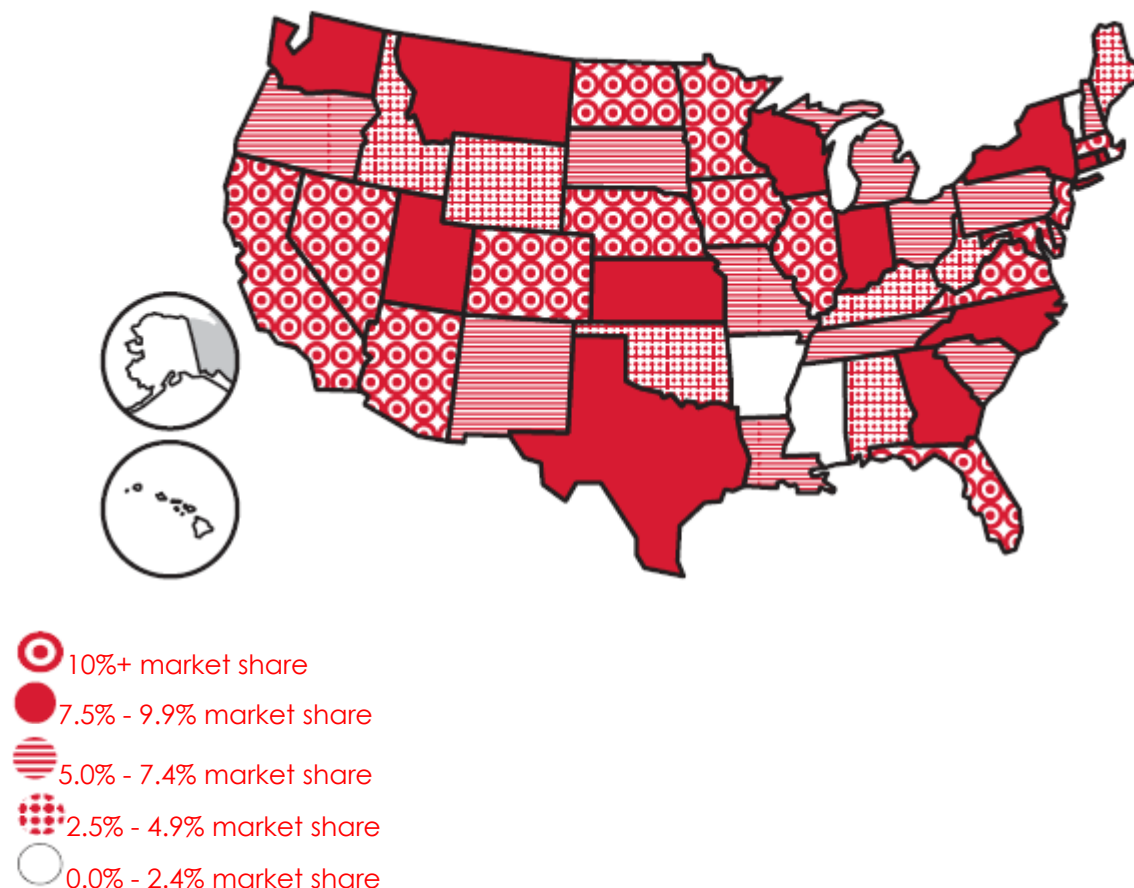 10%+ market share
7.5% - 9.9% market share
5.0% - 7.4% market share
2.5% - 4.9% market share
0.0% - 2.4% market share